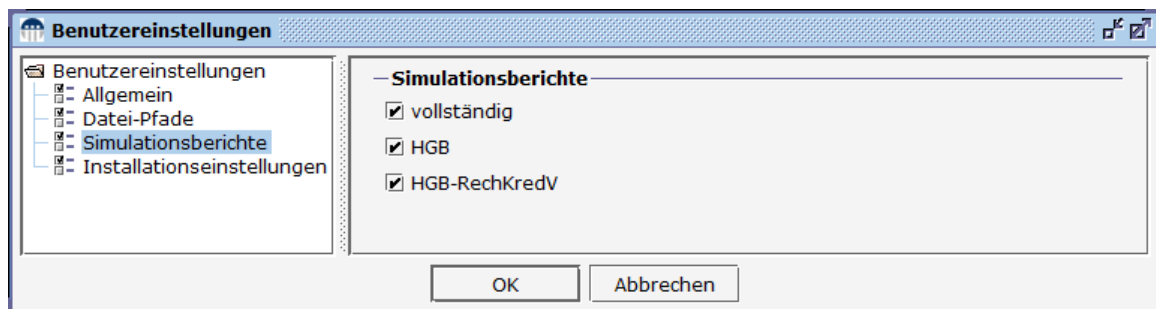 Benutzereinstellungen
Benutzereinstellungen
Allgemein
Datei-Pfade
Simulationsberichte
Installationseinstellungen
Simulationsberichte
vollständig
HGB
HGB-RechKredV
OK
Abbrechen